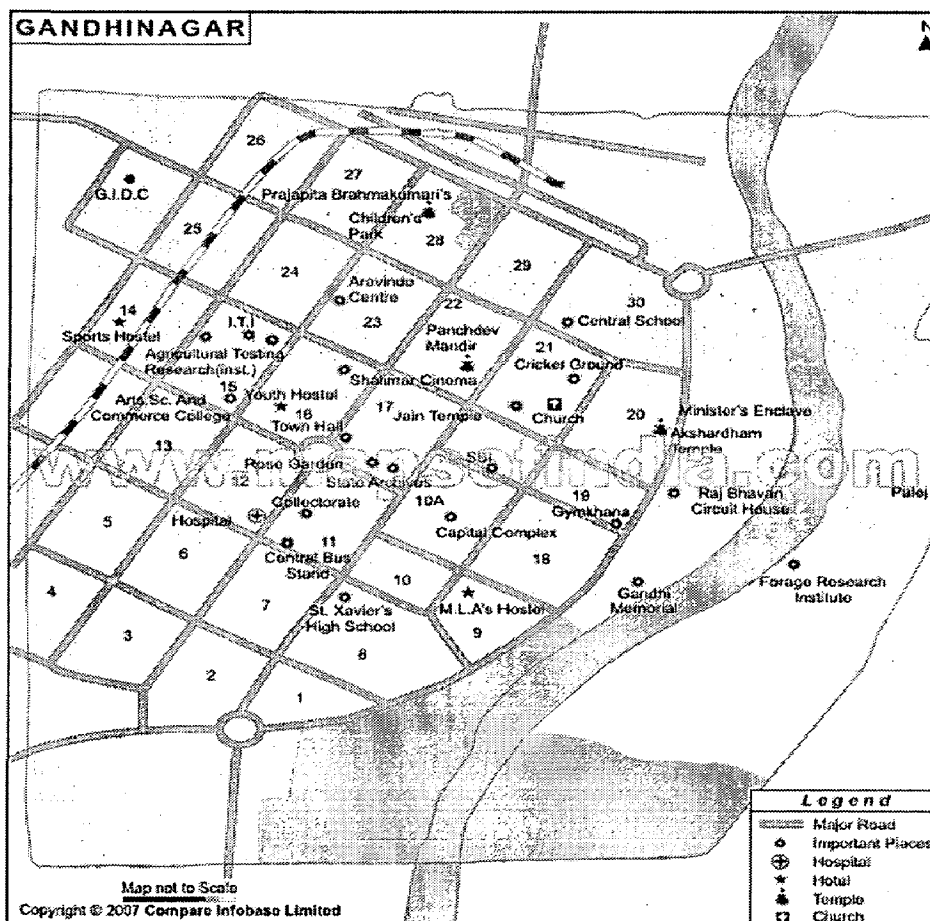 GANDHINAGAR
N
26
27
G.I.D.C
Prajapita Brahmakumari's
Children's
Park
28
25
29
24
Aravindo
Centre
30
14
22
23
I.T.I
Central School
Sports Hostel
Panchdev
Mandir
21
Agricultural Testing
Research(inst.)
Cricket Ground
Shalimar Cinema
15
Arts Sc. And
Commerce College
Youth Hostel
16
Town Hall
17
Jain Temple
Church
20
Minister's Enclave
Akshardham
Temple
13
www.mapsofindia.com
Rose Garden
State Archives
SBI
12
Collectorate
10A
19
Raj Bhavan
Circuit House
Palej
5
Hospital
Gymkhana
6
11
Capital Complex
Central Bus
Stand
18
4
7
10
Gandhi
Memorial
Forage Research
Institute
St. Xavier's
High School
M.L.A's Hostel
3
9
8
2
1
Legend
Major Road
Important Places
Hospital
Hotel
Temple
Church
Map not to Scale
Copyright © 2007 Compare Infobase Limited